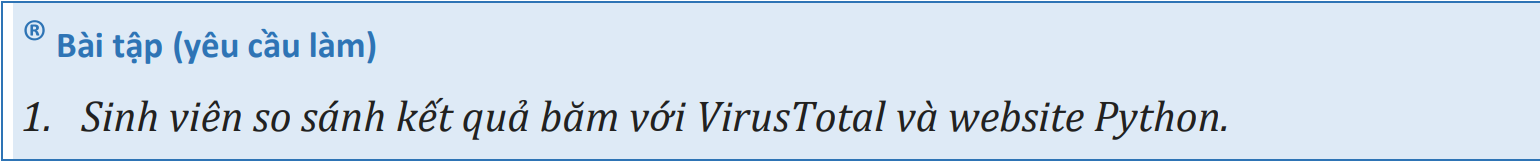 ® Bài tập (yêu cầu làm)
1. Sinh viên so sánh kết quả băm với VirusTotal và website Python.